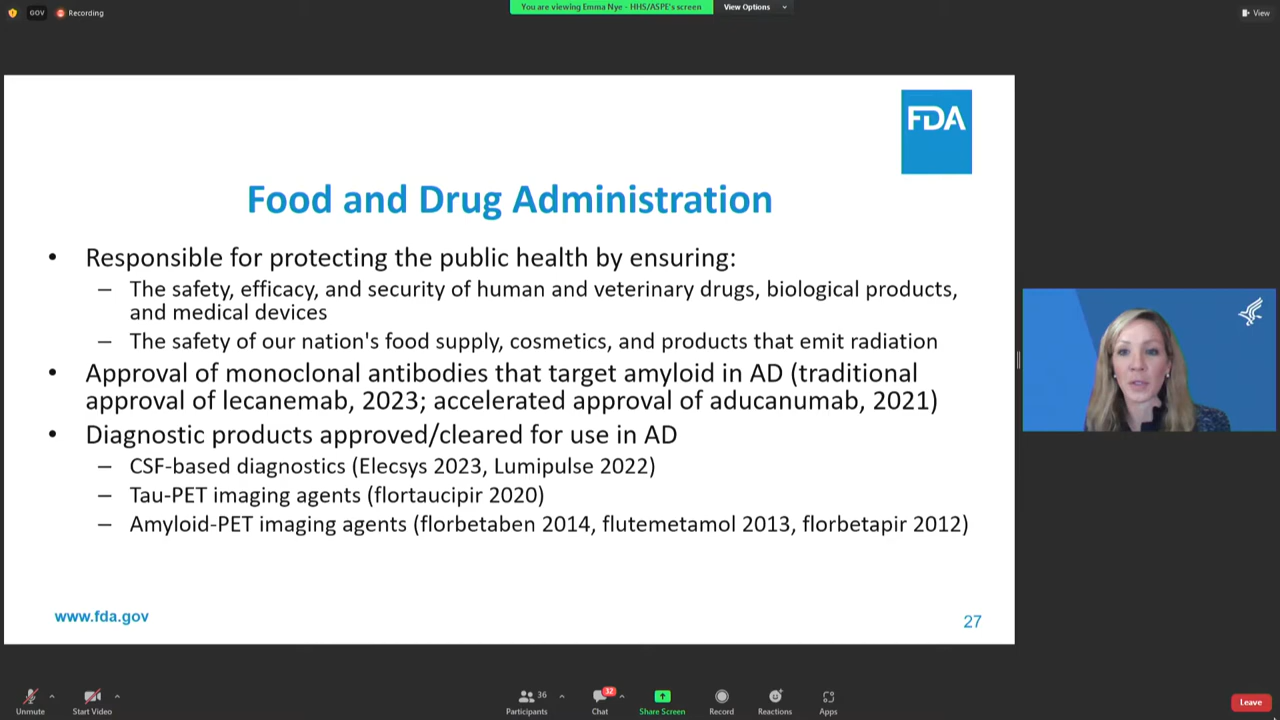 GOV
Recording
You are viewing Emma Nye - HHS/ASPE's screen
View Options
View
FDA
Food and Drug Administration
• Responsible for protecting the public health by ensuring:
– The safety, efficacy, and security of human and veterinary drugs, biological products,
and medical devices
– The safety of our nation's food supply, cosmetics, and products that emit radiation
• Approval of monoclonal antibodies that target amyloid in AD (traditional
approval of lecanemab, 2023; accelerated approval of aducanumab, 2021)
• Diagnostic products approved/cleared for use in AD
– CSF-based diagnostics (Elecsys 2023, Lumipulse 2022)
– Tau-PET imaging agents (flortaucipir 2020)
– Amyloid-PET imaging agents (florbetaben 2014, flutemetamol 2013, florbetapir 2012)
www.fda.gov
27
Unmute
Start Video
36
Participants
32
Chat
Share Screen
Record
Reactions
Apps
Leave